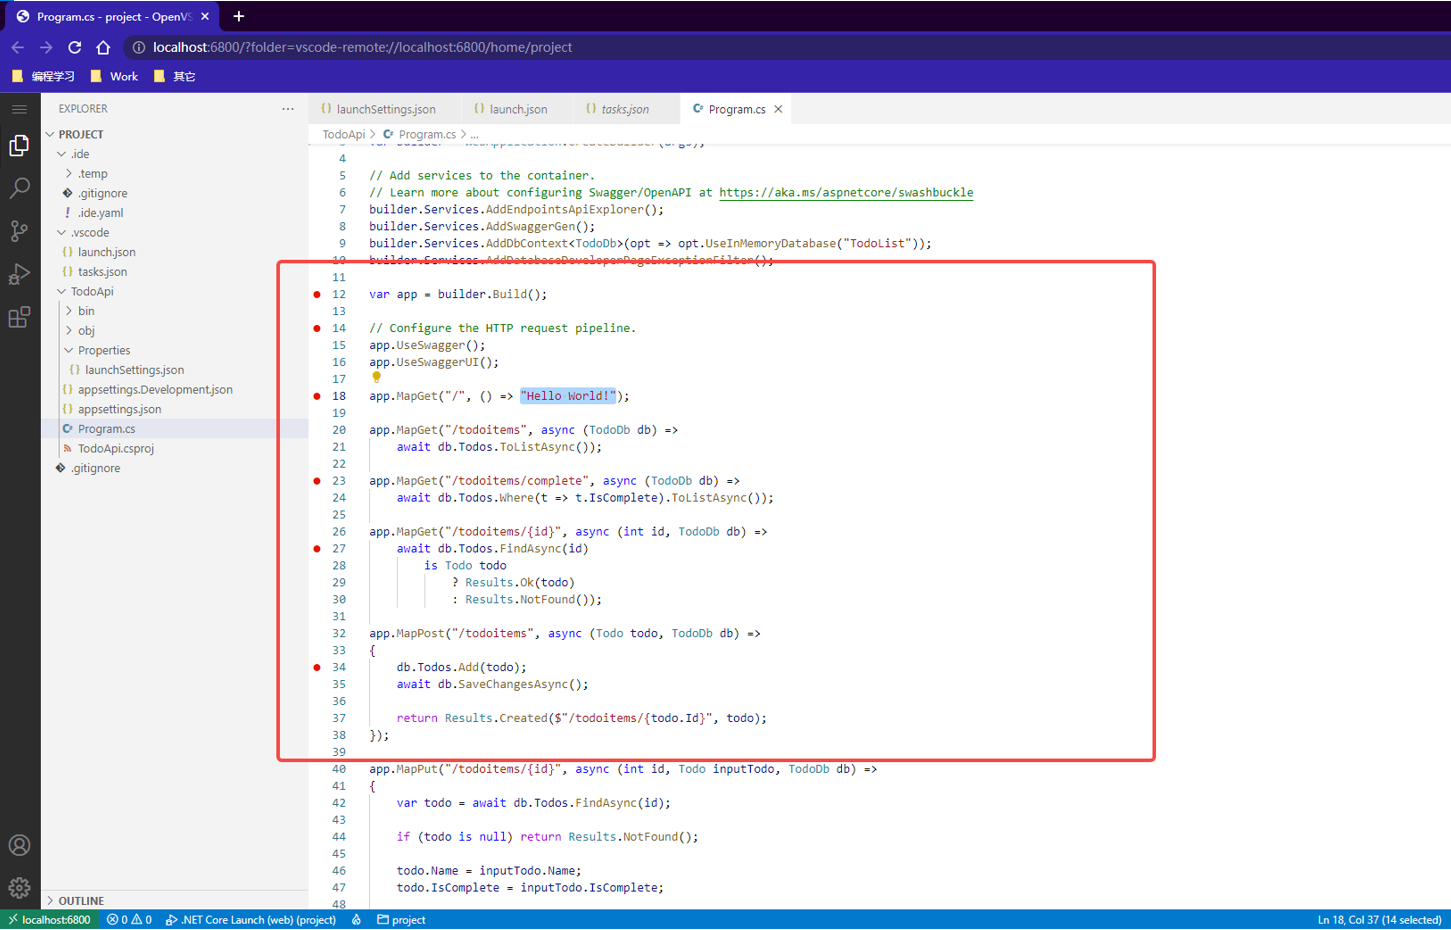 Program.cs - project - OpenVS
localhost:6800/?folder=vscode-remote://localhost:6800/home/project
编程学习
Work
其它
EXPLORER
PROJECT
.ide
.temp
.gitignore
.ide.yaml
.vscode
launch.json
tasks.json
TodoApi
bin
obj
Properties
launchSettings.json
appsettings.Development.json
appsettings.json
Program.cs
TodoApi.csproj
.gitignore
OUTLINE
launchSettings.json
launch.json
tasks.json
Program.cs
TodoApi > Program.cs > ...
3 var builder = WebApplication.CreateBuilder(args);
4
5 // Add services to the container.
6 // Learn more about configuring Swagger/OpenAPI at https://aka.ms/aspnetcore/swashbuckle
7 builder.Services.AddEndpointsApiExplorer();
8 builder.Services.AddSwaggerGen();
9 builder.Services.AddDbContext<TodoDb>(opt => opt.UseInMemoryDatabase("TodoList"));
10 builder.Services.AddDatabaseDeveloperPageExceptionFilter();
11
12 var app = builder.Build();
13
14 // Configure the HTTP request pipeline.
15 app.UseSwagger();
16 app.UseSwaggerUI();
17
18 app.MapGet("/", () => "Hello World!");
19
20 app.MapGet("/todoitems", async (TodoDb db) =>
21 await db.Todos.ToListAsync());
22
23 app.MapGet("/todoitems/complete", async (TodoDb db) =>
24 await db.Todos.Where(t => t.IsComplete).ToListAsync());
25
26 app.MapGet("/todoitems/{id}", async (int id, TodoDb db) =>
27 await db.Todos.FindAsync(id)
28 is Todo todo
29 ? Results.Ok(todo)
30 : Results.NotFound());
31
32 app.MapPost("/todoitems", async (Todo todo, TodoDb db) =>
33 {
34 db.Todos.Add(todo);
35 await db.SaveChangesAsync();
36
37 return Results.Created($"/todoitems/{todo.Id}", todo);
38 });
39
40 app.MapPut("/todoitems/{id}", async (int id, Todo inputTodo, TodoDb db) =>
41 {
42 var todo = await db.Todos.FindAsync(id);
43
44 if (todo is null) return Results.NotFound();
45
46 todo.Name = inputTodo.Name;
47 todo.IsComplete = inputTodo.IsComplete;
48
localhost:6800
0 0
.NET Core Launch (web) (project)
project
Ln 18, Col 37 (14 selected)